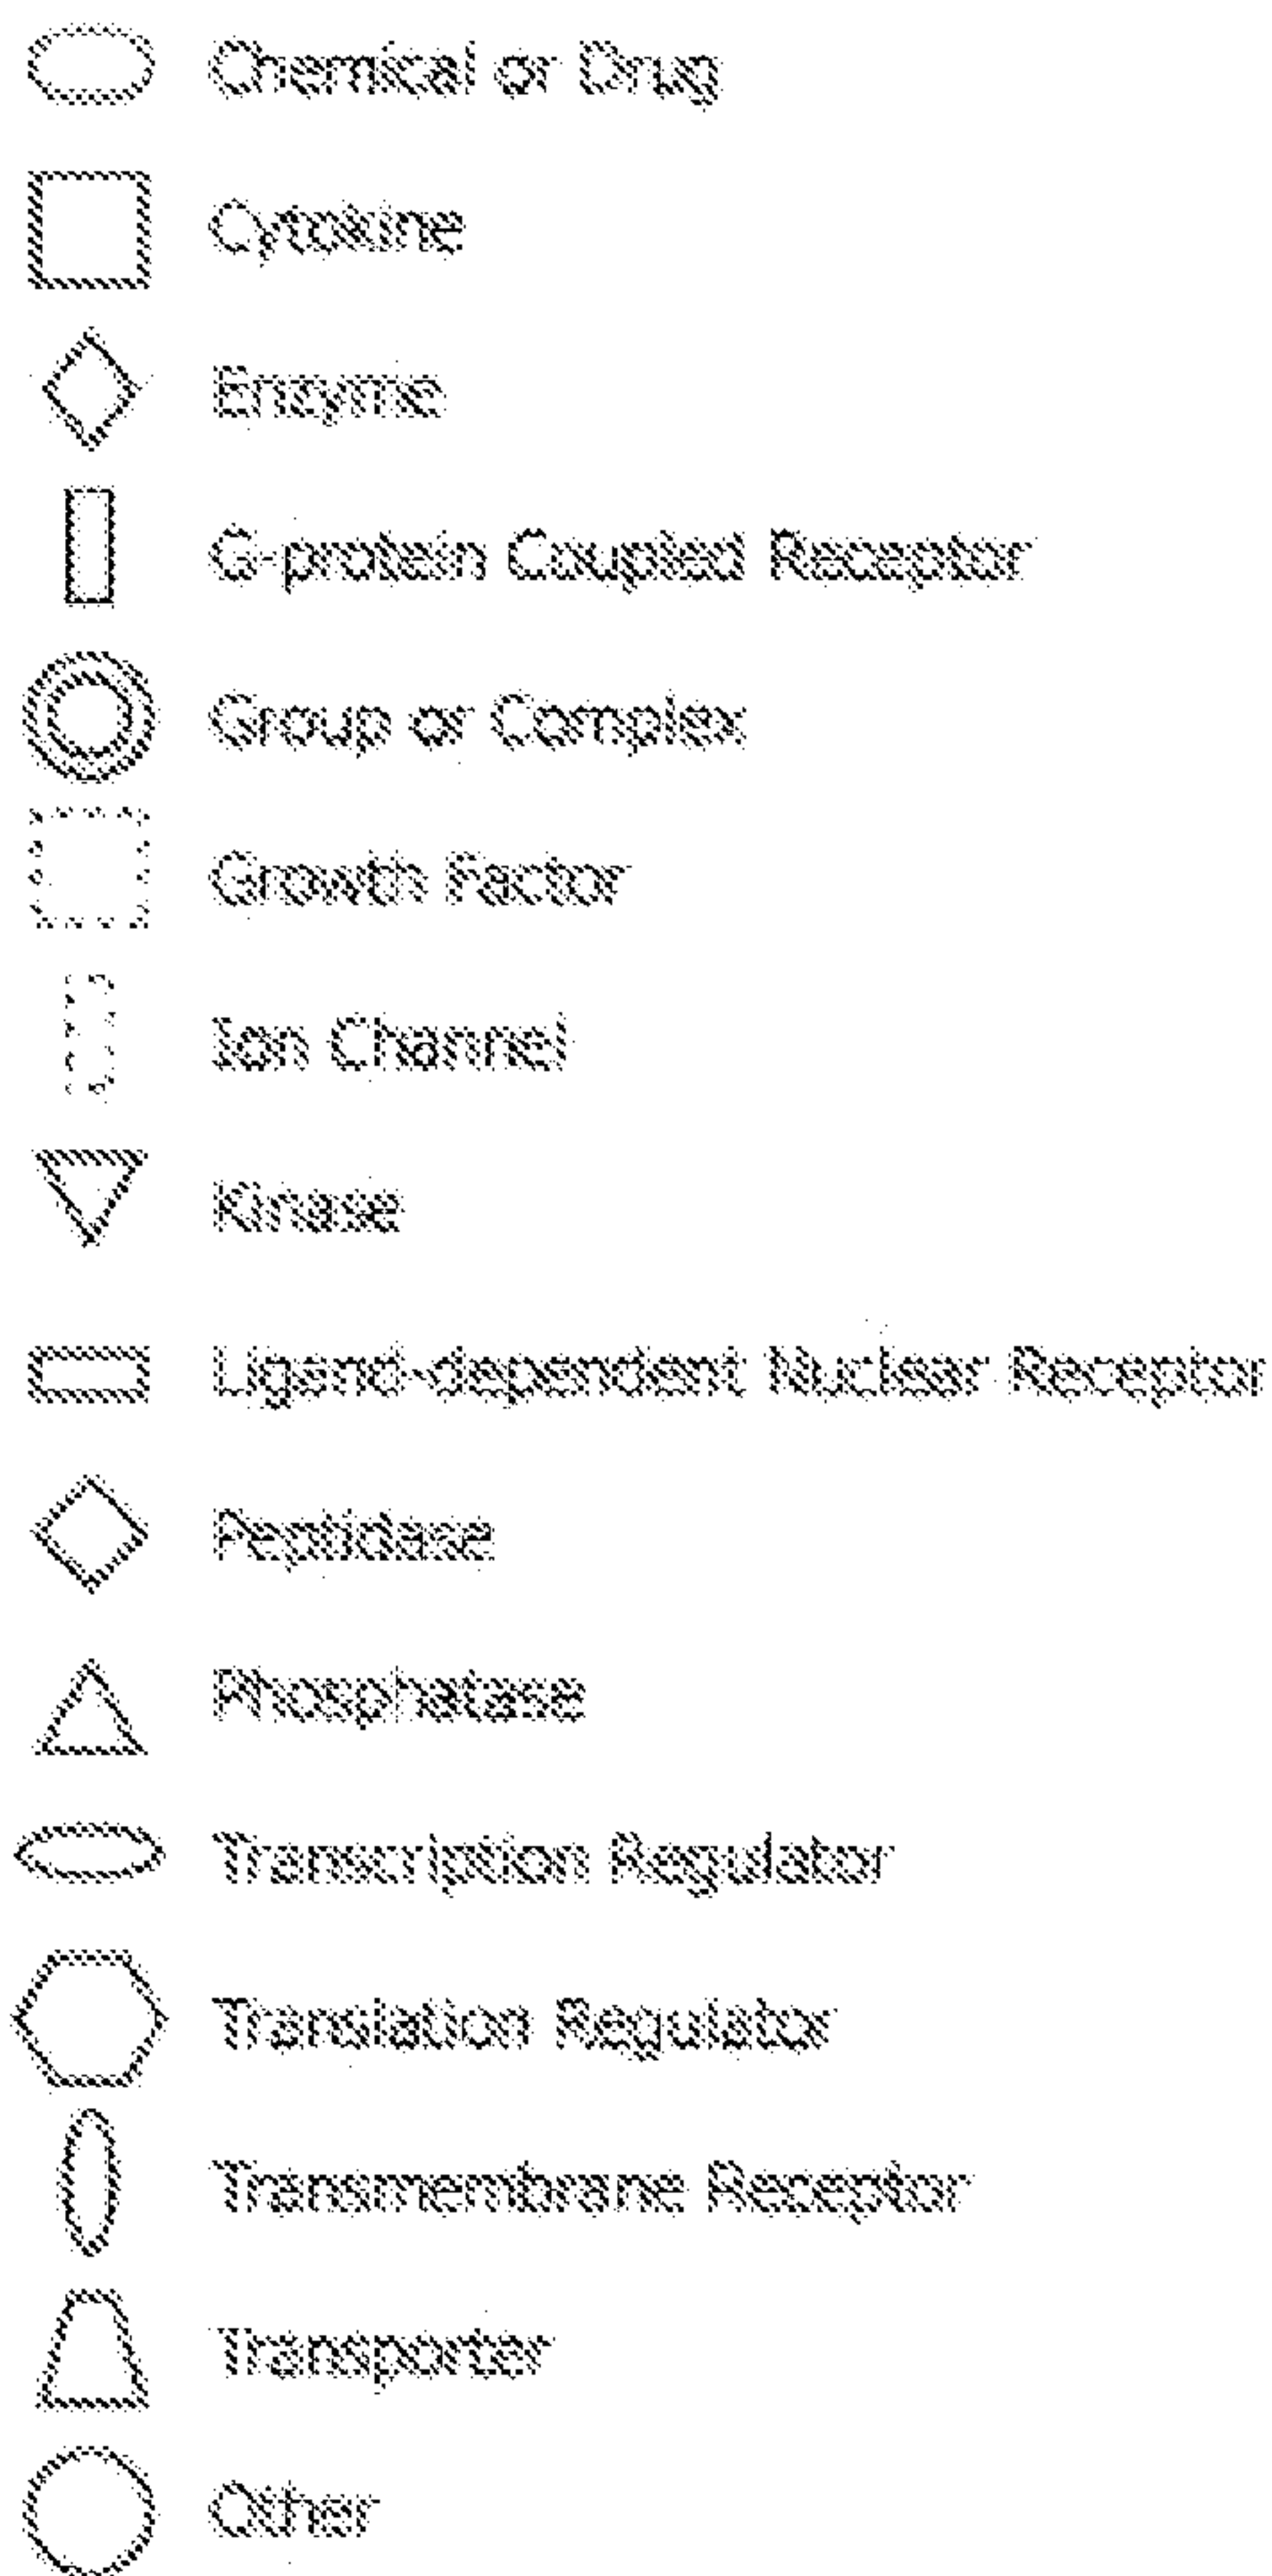 Chemical or Drug
Cytokine
Enzyme
G-protein Coupled Receptor
Group or Complex
Growth Factor
Ion Channel
Kinase
Ligand-dependent Nuclear Receptor
Peptidase
Phosphatase
Transcription Regulator
Translation Regulator
Transmembrane Receptor
Transporter
Other